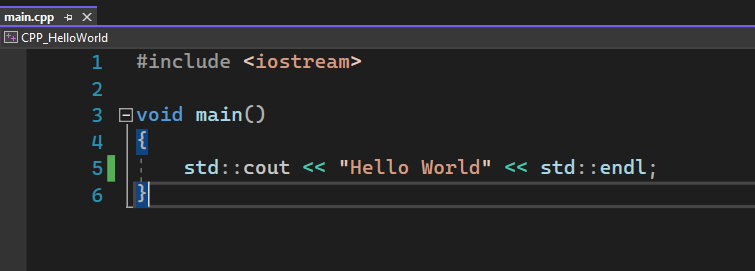 main.cpp
CPP_HelloWorld
1 #include <iostream>
2
3 void main()
4 {
5     std::cout << "Hello World" << std::endl;
6 }